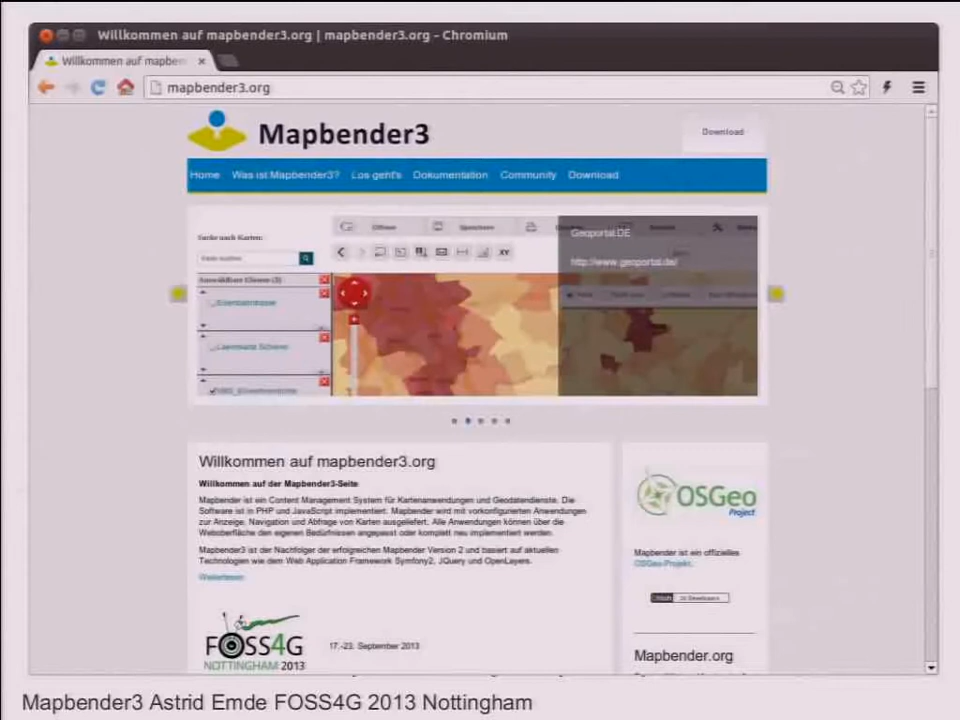 Willkommen auf mapbender3.org | mapbender3.org - Chromium
Willkommen auf mapben
mapbender3.org
Mapbender3
Download
Home Was ist Mapbender3? Los geht's Dokumentation Community Download
Suche nach Karten:
Geoportal.DE
http://www.geoportal.de/
XY
Willkommen auf mapbender3.org
Willkommen auf der Mapbender3-Seite
Mapbender ist ein Content Management System für Kartenanwendungen und Geodatendienste. Die
Software ist in PHP und JavaScript implementiert. Mapbender wird mit vorkonfigurierten Anwendungen
zur Anzeige, Navigation und Abfrage von Karten ausgeliefert. Alle Anwendungen können über die
Weboberfläche den eigenen Bedürfnissen angepasst oder komplett neu implementiert werden.
Mapbender3 ist der Nachfolger der erfolgreichen Mapbender Version 2 und basiert auf aktuellen
Technologien wie dem Web Application Framework Symfony2, JQuery und OpenLayers.
Weiterlesen
FOSS4G
NOTTINGHAM 2013
17.-23. September 2013
OSGeo
Project
Mapbender ist ein offizielles
OSGeo-Projekt.
Mapbender.org
Mapbender3 Astrid Emde FOSS4G 2013 Nottingham